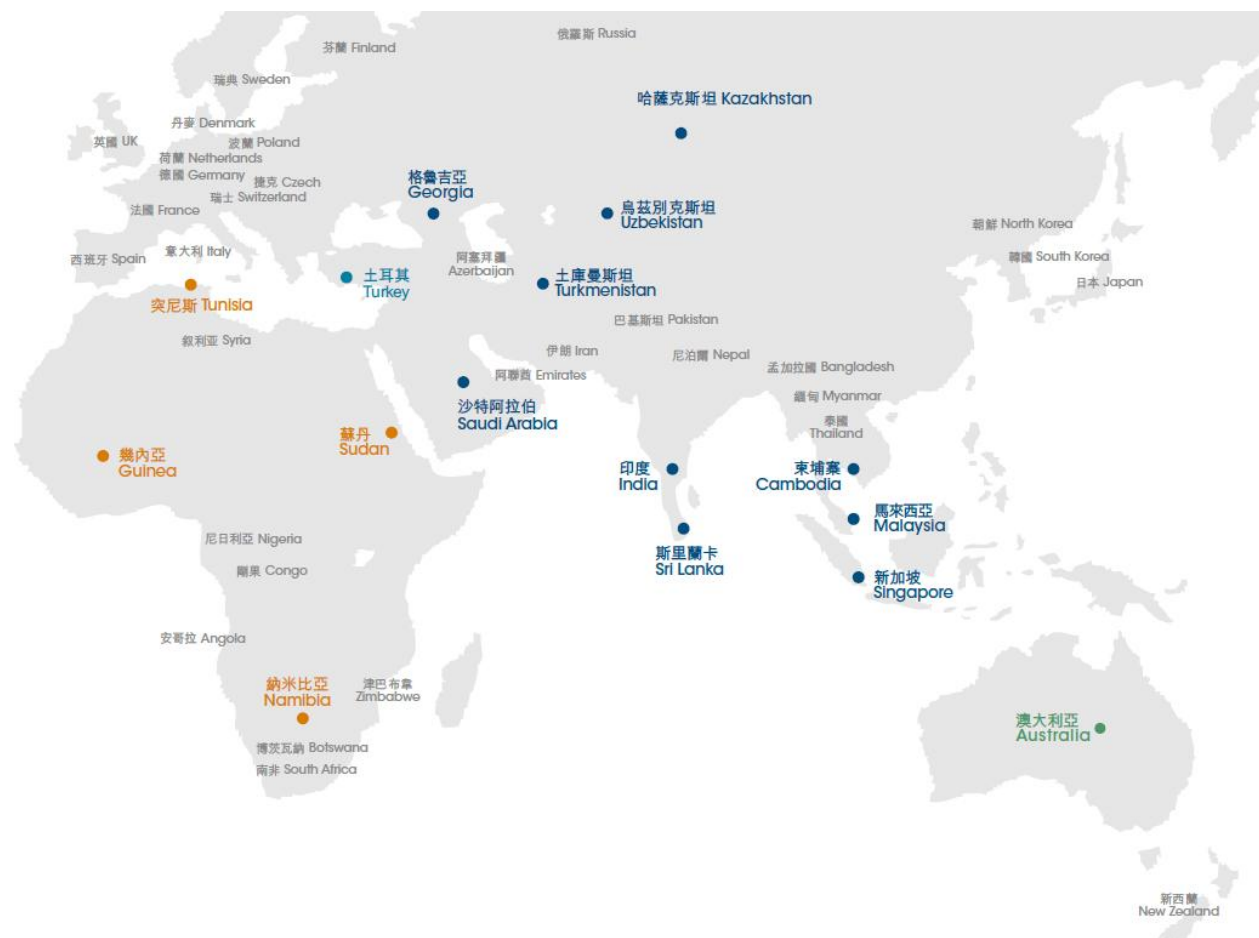 俄羅斯 Russia
芬蘭 Finland
瑞典 Sweden
哈薩克斯坦 Kazakhstan
丹麥 Denmark
英國 UK
波蘭 Poland
荷蘭 Netherlands
德國 Germany
捷克 Czech
瑞士 Switzerland
法國 France
格魯吉亞
Georgia
烏茲別克斯坦
Uzbekistan
朝鮮 North Korea
西班牙 Spain
意大利 Italy
阿塞拜疆
Azerbaijan
韓國 South Korea
土耳其
Turkey
土庫曼斯坦
Turkmenistan
日本 Japan
突尼斯 Tunisia
巴基斯坦 Pakistan
叙利亚 Syria
伊朗 Iran
尼泊爾 Nepal
孟加拉國 Bangladesh
阿聯酋 Emirates
緬甸 Myanmar
沙特阿拉伯
Saudi Arabia
泰國
Thailand
蘇丹
Sudan
幾內亞
Guinea
印度
India
柬埔寨
Cambodia
馬來西亞
Malaysia
尼日利亞 Nigeria
斯里蘭卡
Sri Lanka
剛果 Congo
新加坡
Singapore
安哥拉 Angola
納米比亞
Namibia
津巴布韋
Zimbabwe
澳大利亞
Australia
博茨瓦納 Botswana
南非 South Africa
新西蘭
New Zealand